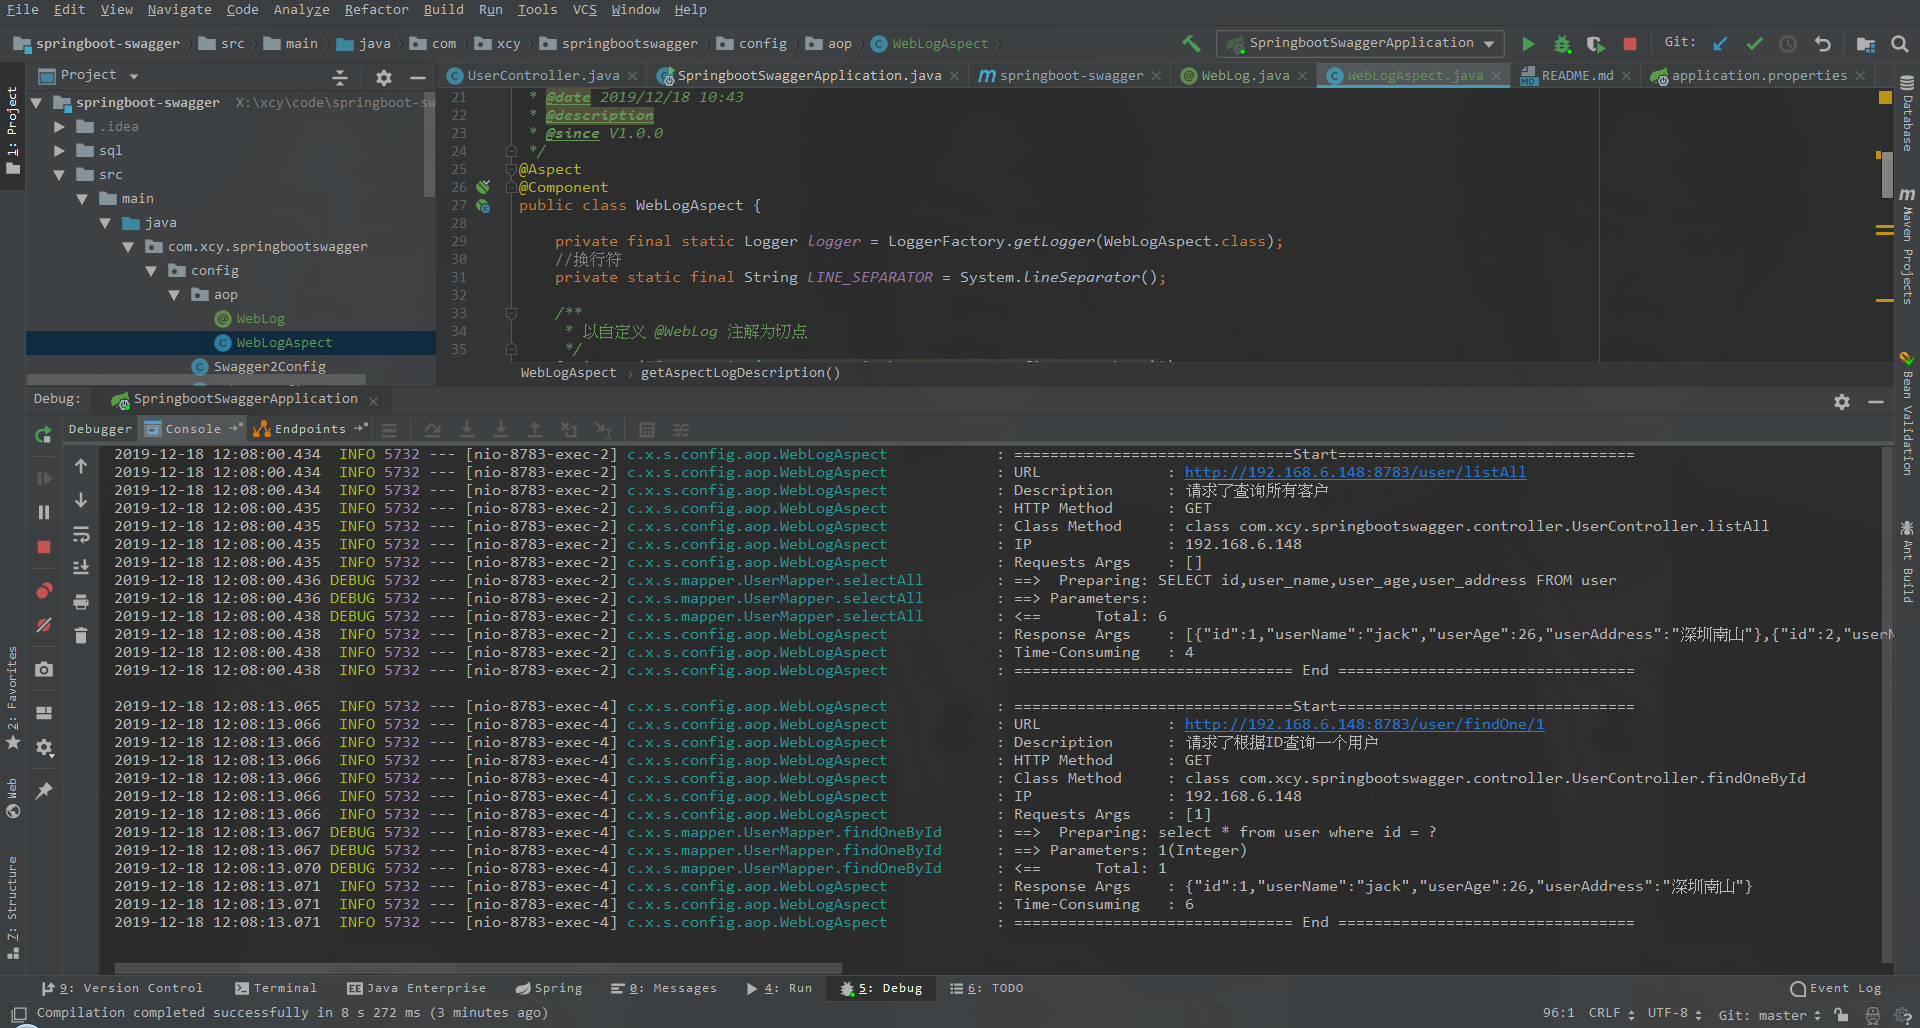 File Edit View Navigate Code Analyze Refactor Build Run Tools VCS Window Help
springboot-swagger src main java com xcy springbootswagger config aop WebLogAspect SpringbootSwaggerApplication Git:
Project UserController.java SpringbootSwaggerApplication.java springboot-swagger WebLog.java WebLogAspect.java README.md application.properties
springboot-swagger X:\xcy\code\springboot-sw
.idea
sql
src
main
java
com.xcy.springbootswagger
config
aop
WebLog
WebLogAspect
Swagger2Config
21 * @date 2019/12/18 10:43
22 * @description
23 * @since V1.0.0
24 */
25 @Aspect
26 @Component
27 public class WebLogAspect {
28
29 private final static Logger logger = LoggerFactory.getLogger(WebLogAspect.class);
30 //换行符
31 private static final String LINE_SEPARATOR = System.lineSeparator();
32
33 /**
34 * 以自定义 @WebLog 注解为切点
35 */
WebLogAspect › getAspectLogDescription()
1: Project
2: Favorites
Web
Z: Structure
Database
Maven Projects
Bean Validation
Ant Build
Debug: SpringbootSwaggerApplication
Debugger Console Endpoints
2019-12-18 12:08:00.434 INFO 5732 --- [nio-8783-exec-2] c.x.s.config.aop.WebLogAspect : ===============================Start=================================
2019-12-18 12:08:00.434 INFO 5732 --- [nio-8783-exec-2] c.x.s.config.aop.WebLogAspect : URL : http://192.168.6.148:8783/user/listAll
2019-12-18 12:08:00.434 INFO 5732 --- [nio-8783-exec-2] c.x.s.config.aop.WebLogAspect : Description : 请求了查询所有客户
2019-12-18 12:08:00.435 INFO 5732 --- [nio-8783-exec-2] c.x.s.config.aop.WebLogAspect : HTTP Method : GET
2019-12-18 12:08:00.435 INFO 5732 --- [nio-8783-exec-2] c.x.s.config.aop.WebLogAspect : Class Method : class com.xcy.springbootswagger.controller.UserController.listAll
2019-12-18 12:08:00.435 INFO 5732 --- [nio-8783-exec-2] c.x.s.config.aop.WebLogAspect : IP : 192.168.6.148
2019-12-18 12:08:00.435 INFO 5732 --- [nio-8783-exec-2] c.x.s.config.aop.WebLogAspect : Requests Args : []
2019-12-18 12:08:00.436 DEBUG 5732 --- [nio-8783-exec-2] c.x.s.mapper.UserMapper.selectAll : ==> Preparing: SELECT id,user_name,user_age,user_address FROM user
2019-12-18 12:08:00.436 DEBUG 5732 --- [nio-8783-exec-2] c.x.s.mapper.UserMapper.selectAll : ==> Parameters:
2019-12-18 12:08:00.438 DEBUG 5732 --- [nio-8783-exec-2] c.x.s.mapper.UserMapper.selectAll : <== Total: 6
2019-12-18 12:08:00.438 INFO 5732 --- [nio-8783-exec-2] c.x.s.config.aop.WebLogAspect : Response Args : [{"id":1,"userName":"jack","userAge":26,"userAddress":"深圳南山"},{"id":2,"userN
2019-12-18 12:08:00.438 INFO 5732 --- [nio-8783-exec-2] c.x.s.config.aop.WebLogAspect : Time-Consuming : 4
2019-12-18 12:08:00.438 INFO 5732 --- [nio-8783-exec-2] c.x.s.config.aop.WebLogAspect : =============================== End =================================
2019-12-18 12:08:13.065 INFO 5732 --- [nio-8783-exec-4] c.x.s.config.aop.WebLogAspect : ===============================Start=================================
2019-12-18 12:08:13.066 INFO 5732 --- [nio-8783-exec-4] c.x.s.config.aop.WebLogAspect : URL : http://192.168.6.148:8783/user/findOne/1
2019-12-18 12:08:13.066 INFO 5732 --- [nio-8783-exec-4] c.x.s.config.aop.WebLogAspect : Description : 请求了根据ID查询一个用户
2019-12-18 12:08:13.066 INFO 5732 --- [nio-8783-exec-4] c.x.s.config.aop.WebLogAspect : HTTP Method : GET
2019-12-18 12:08:13.066 INFO 5732 --- [nio-8783-exec-4] c.x.s.config.aop.WebLogAspect : Class Method : class com.xcy.springbootswagger.controller.UserController.findOneById
2019-12-18 12:08:13.066 INFO 5732 --- [nio-8783-exec-4] c.x.s.config.aop.WebLogAspect : IP : 192.168.6.148
2019-12-18 12:08:13.066 INFO 5732 --- [nio-8783-exec-4] c.x.s.config.aop.WebLogAspect : Requests Args : [1]
2019-12-18 12:08:13.067 DEBUG 5732 --- [nio-8783-exec-4] c.x.s.mapper.UserMapper.findOneById : ==> Preparing: select * from user where id = ?
2019-12-18 12:08:13.067 DEBUG 5732 --- [nio-8783-exec-4] c.x.s.mapper.UserMapper.findOneById : ==> Parameters: 1(Integer)
2019-12-18 12:08:13.070 DEBUG 5732 --- [nio-8783-exec-4] c.x.s.mapper.UserMapper.findOneById : <== Total: 1
2019-12-18 12:08:13.071 INFO 5732 --- [nio-8783-exec-4] c.x.s.config.aop.WebLogAspect : Response Args : {"id":1,"userName":"jack","userAge":26,"userAddress":"深圳南山"}
2019-12-18 12:08:13.071 INFO 5732 --- [nio-8783-exec-4] c.x.s.config.aop.WebLogAspect : Time-Consuming : 6
2019-12-18 12:08:13.071 INFO 5732 --- [nio-8783-exec-4] c.x.s.config.aop.WebLogAspect : =============================== End =================================
9: Version Control Terminal Java Enterprise Spring 0: Messages 4: Run 5: Debug 6: TODO Event Log
Compilation completed successfully in 8 s 272 ms (3 minutes ago) 96:1 CRLF UTF-8 Git: master